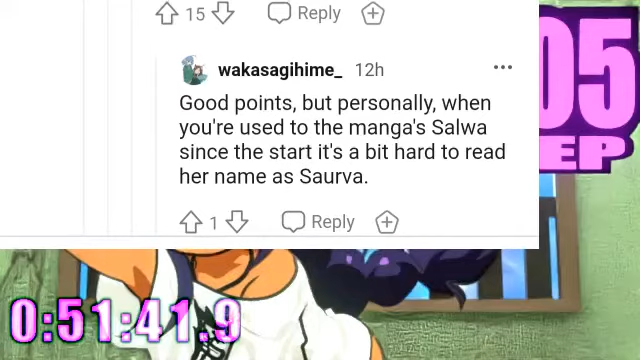 15 Reply
wakasagihime_ 12h
Good points, but personally, when
you're used to the manga's Salwa
since the start it's a bit hard to read
her name as Saurva.
1 Reply
05
EP
0:51:41.9